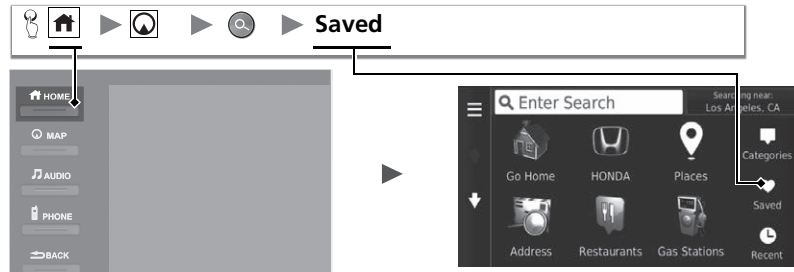 Saved
HOME
MAP
AUDIO
PHONE
BACK
Enter Search
Searching near:
Los Angeles, CA
Categories
Go Home
HONDA
Places
Saved
Address
Restaurants
Gas Stations
Recent